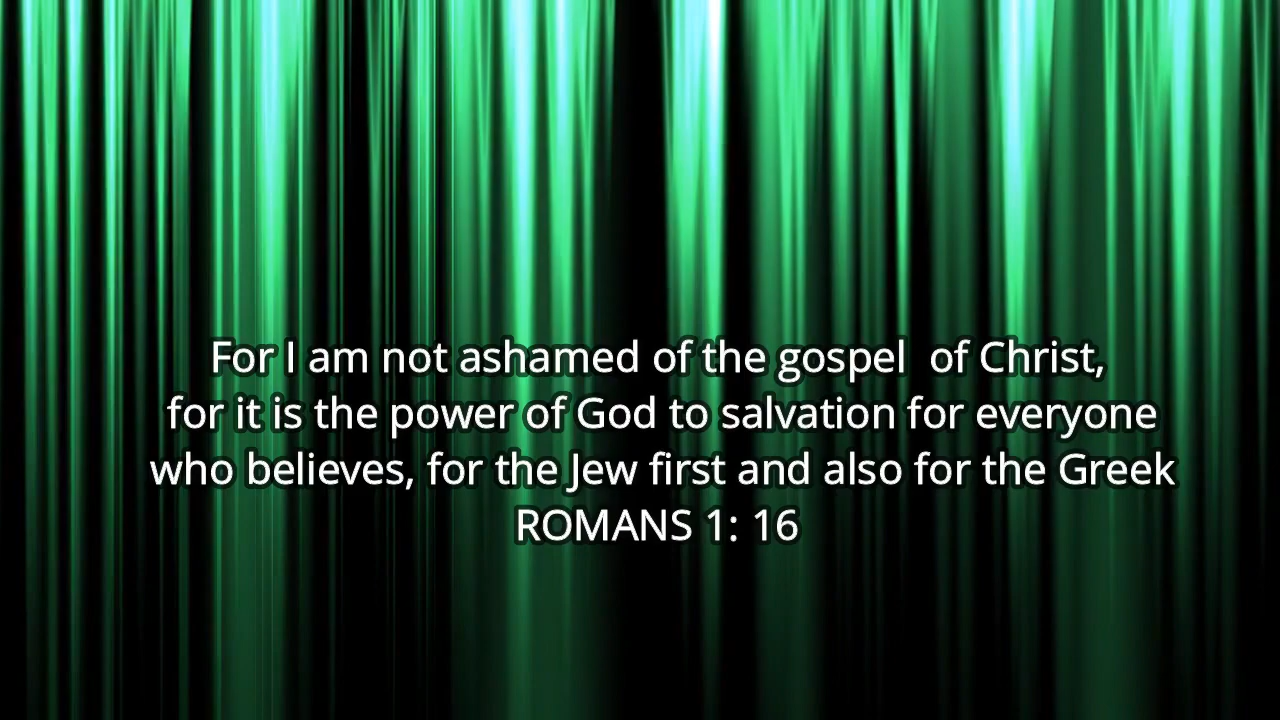 For I am not ashamed of the gospel  of Christ,
for it is the power of God to salvation for everyone
who believes, for the Jew first and also for the Greek
ROMANS 1: 16